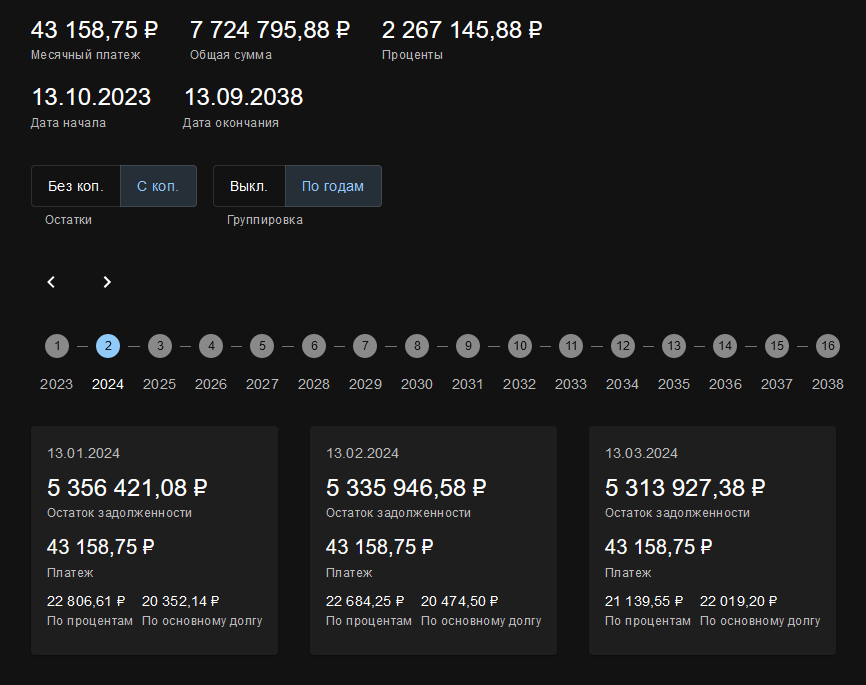 43 158,75 ₽ 7 724 795,88 ₽ 2 267 145,88 ₽
Месячный платеж Общая сумма Проценты
13.10.2023 13.09.2038
Дата начала Дата окончания
Без коп. С коп. Выкл. По годам
Остатки Группировка
1 2 3 4 5 6 7 8 9 10 11 12 13 14 15 16
2023 2024 2025 2026 2027 2028 2029 2030 2031 2032 2033 2034 2035 2036 2037 2038
13.01.2024 13.02.2024 13.03.2024
5 356 421,08 ₽ 5 335 946,58 ₽ 5 313 927,38 ₽
Остаток задолженности Остаток задолженности Остаток задолженности
43 158,75 ₽ 43 158,75 ₽ 43 158,75 ₽
Платеж Платеж Платеж
22 806,61 ₽ 20 352,14 ₽ 22 684,25 ₽ 20 474,50 ₽ 21 139,55 ₽ 22 019,20 ₽
По процентам По основному долгу По процентам По основному долгу По процентам По основному долгу